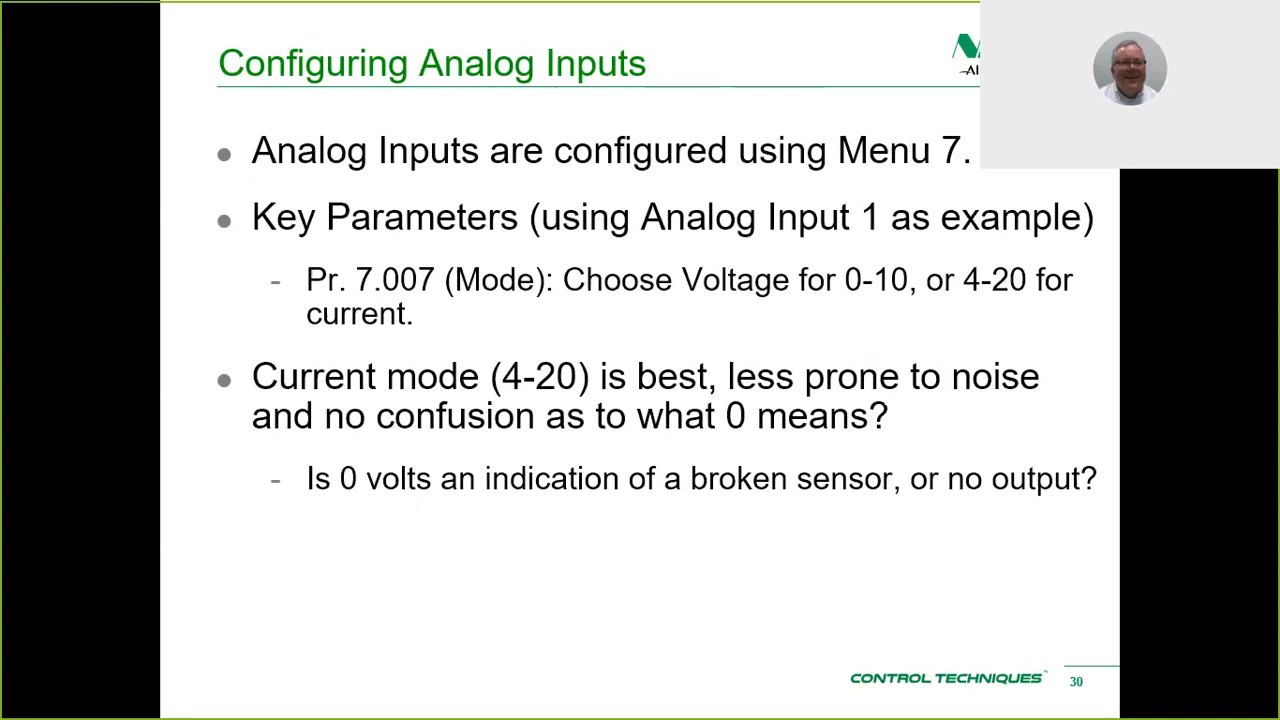 Configuring Analog Inputs
Analog Inputs are configured using Menu 7.
Key Parameters (using Analog Input 1 as example)
- Pr. 7.007 (Mode): Choose Voltage for 0-10, or 4-20 for
current.
Current mode (4-20) is best, less prone to noise
and no confusion as to what 0 means?
- Is 0 volts an indication of a broken sensor, or no output?
CONTROL TECHNIQUES™
30